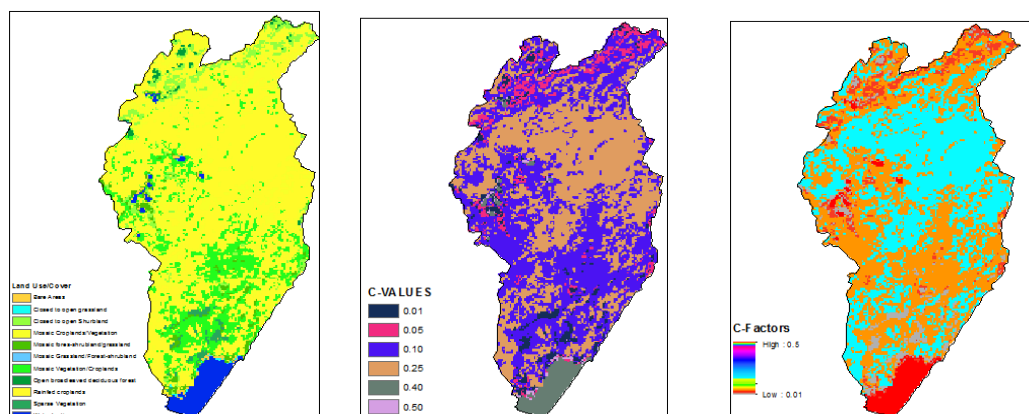 Land Use/Cover
Bare Areas
Closed to open grassland
Closed to open Shurbland
Mosaic Croplands/Vegetation
Mosaic fores-shrubland/grassland
Mosaic Grassland/Forest-shrubland
Mosaic Vegetation/Croplands
Open broadleaved deciduous forest
Rainfed croplands
Sparse Vegetation
C-VALUES
0.01
0.05
0.10
0.25
0.40
0.50
C-Factors
High : 0.5
Low : 0.01